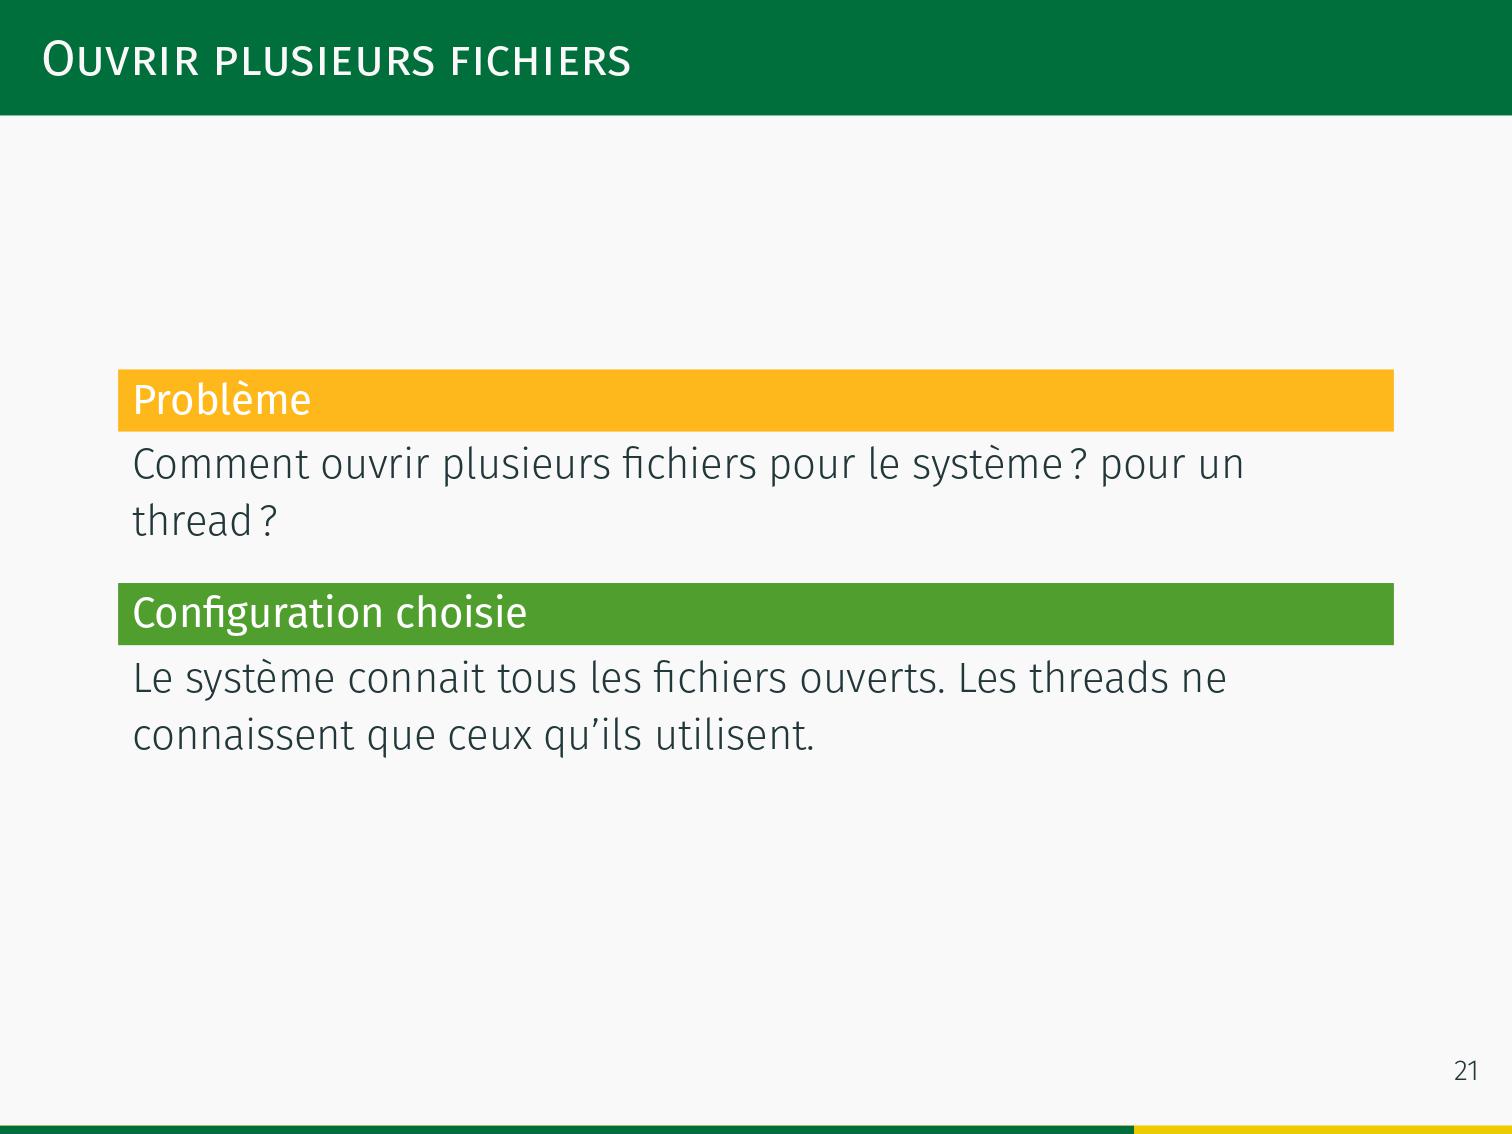 Ouvrir plusieurs fichiers
Problème
Comment ouvrir plusieurs fichiers pour le système ? pour un
thread ?
Configuration choisie
Le système connait tous les fichiers ouverts. Les threads ne
connaissent que ceux qu’ils utilisent.
21